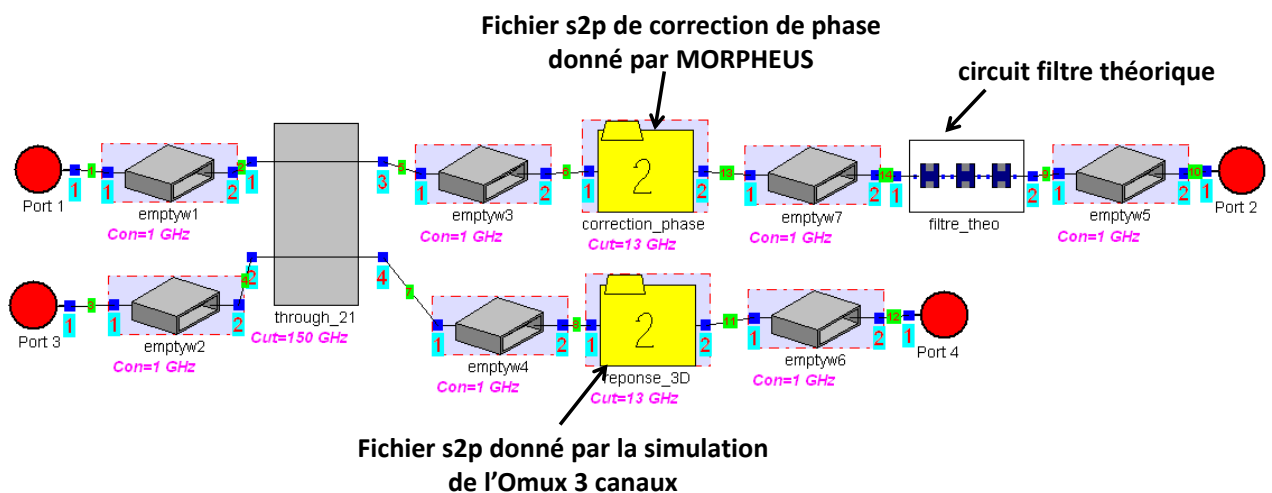 Fichier s2p de correction de phase
donné par MORPHEUS
circuit filtre théorique
1 1 1 2 2 1 3 5 1 2 6 1 2 2 13 1 2 14 1 2 9 1 2 10 1
Port 1
emptyw1
Con=1 GHz
emptyw3
Con=1 GHz
correction_phase
Cut=13 GHz
emptyw7
Con=1 GHz
filtre_theo
emptyw5
Con=1 GHz
Port 2
1 3 1 2 4 2 4 7 1 2 8 1 2 2 11 1 2 12 1
Port 3
emptyw2
Con=1 GHz
through_21
Cut=150 GHz
emptyw4
Con=1 GHz
reponse_3D
Cut=13 GHz
emptyw6
Con=1 GHz
Port 4
Fichier s2p donné par la simulation
de l’Omux 3 canaux